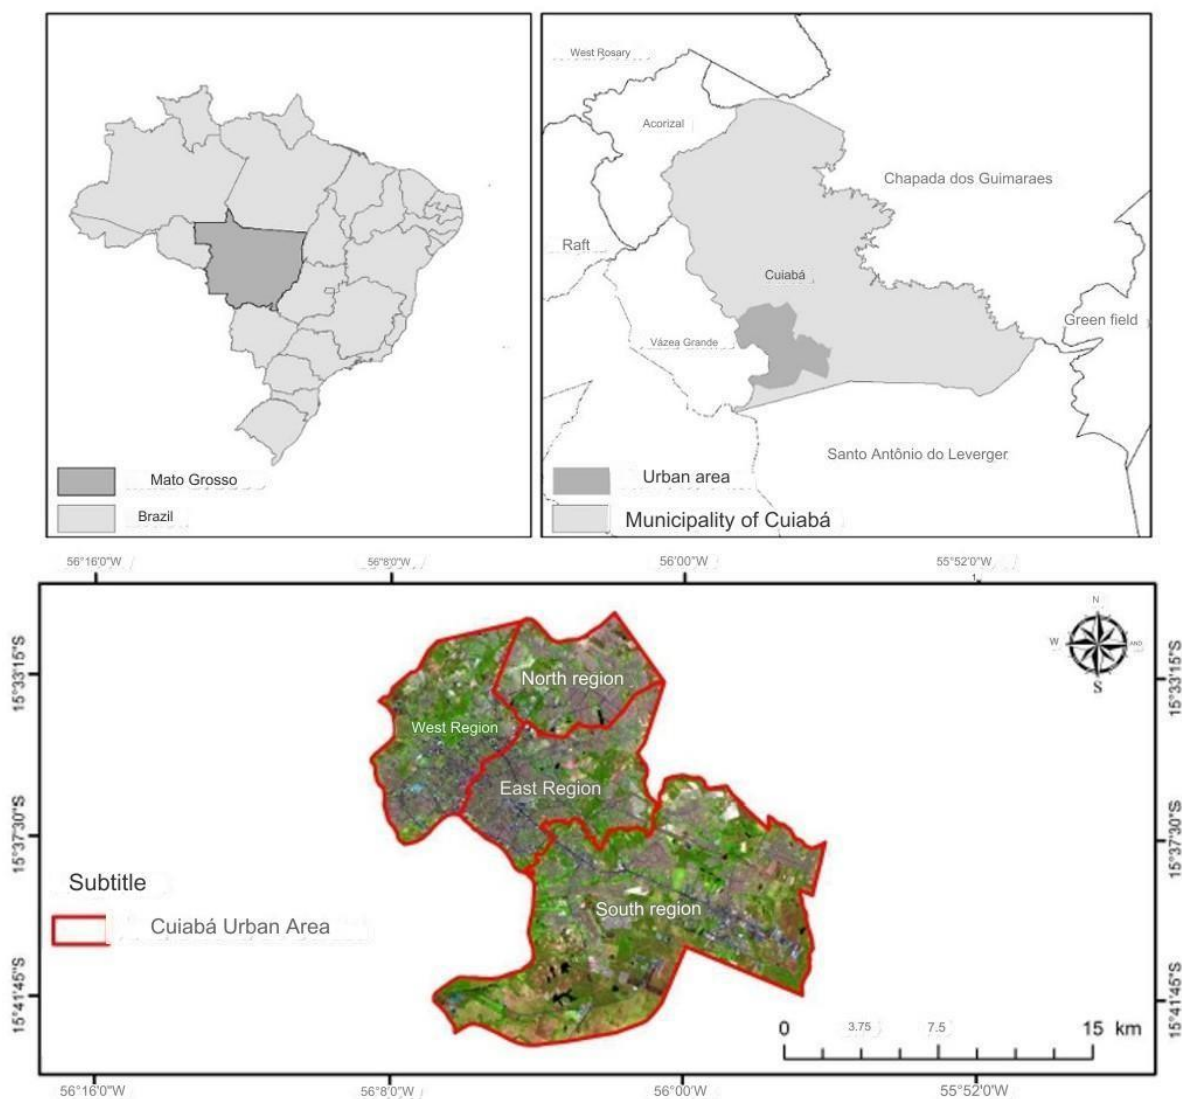 West Rosary
Acorizal
Chapada dos Guimaraes
Raft
Cuiabá
Green field
Vázea Grande
Santo Antônio do Leverger
Mato Grosso
Brazil
Urban area
Municipality of Cuiabá
56°16'0"W
56°8'0"W
56°00'W
55°52'0"W
N
W
AND
S
15°33'15"S
15°33'15"S
North region
West Region
East Region
15°37'30"S
15°37'30"S
Subtitle
Cuiabá Urban Area
South region
15°41'45"S
15°41'45"S
0 3.75 7.5 15 km
56°16'0"W
56°8'0"W
56°00'W
55°52'0"W